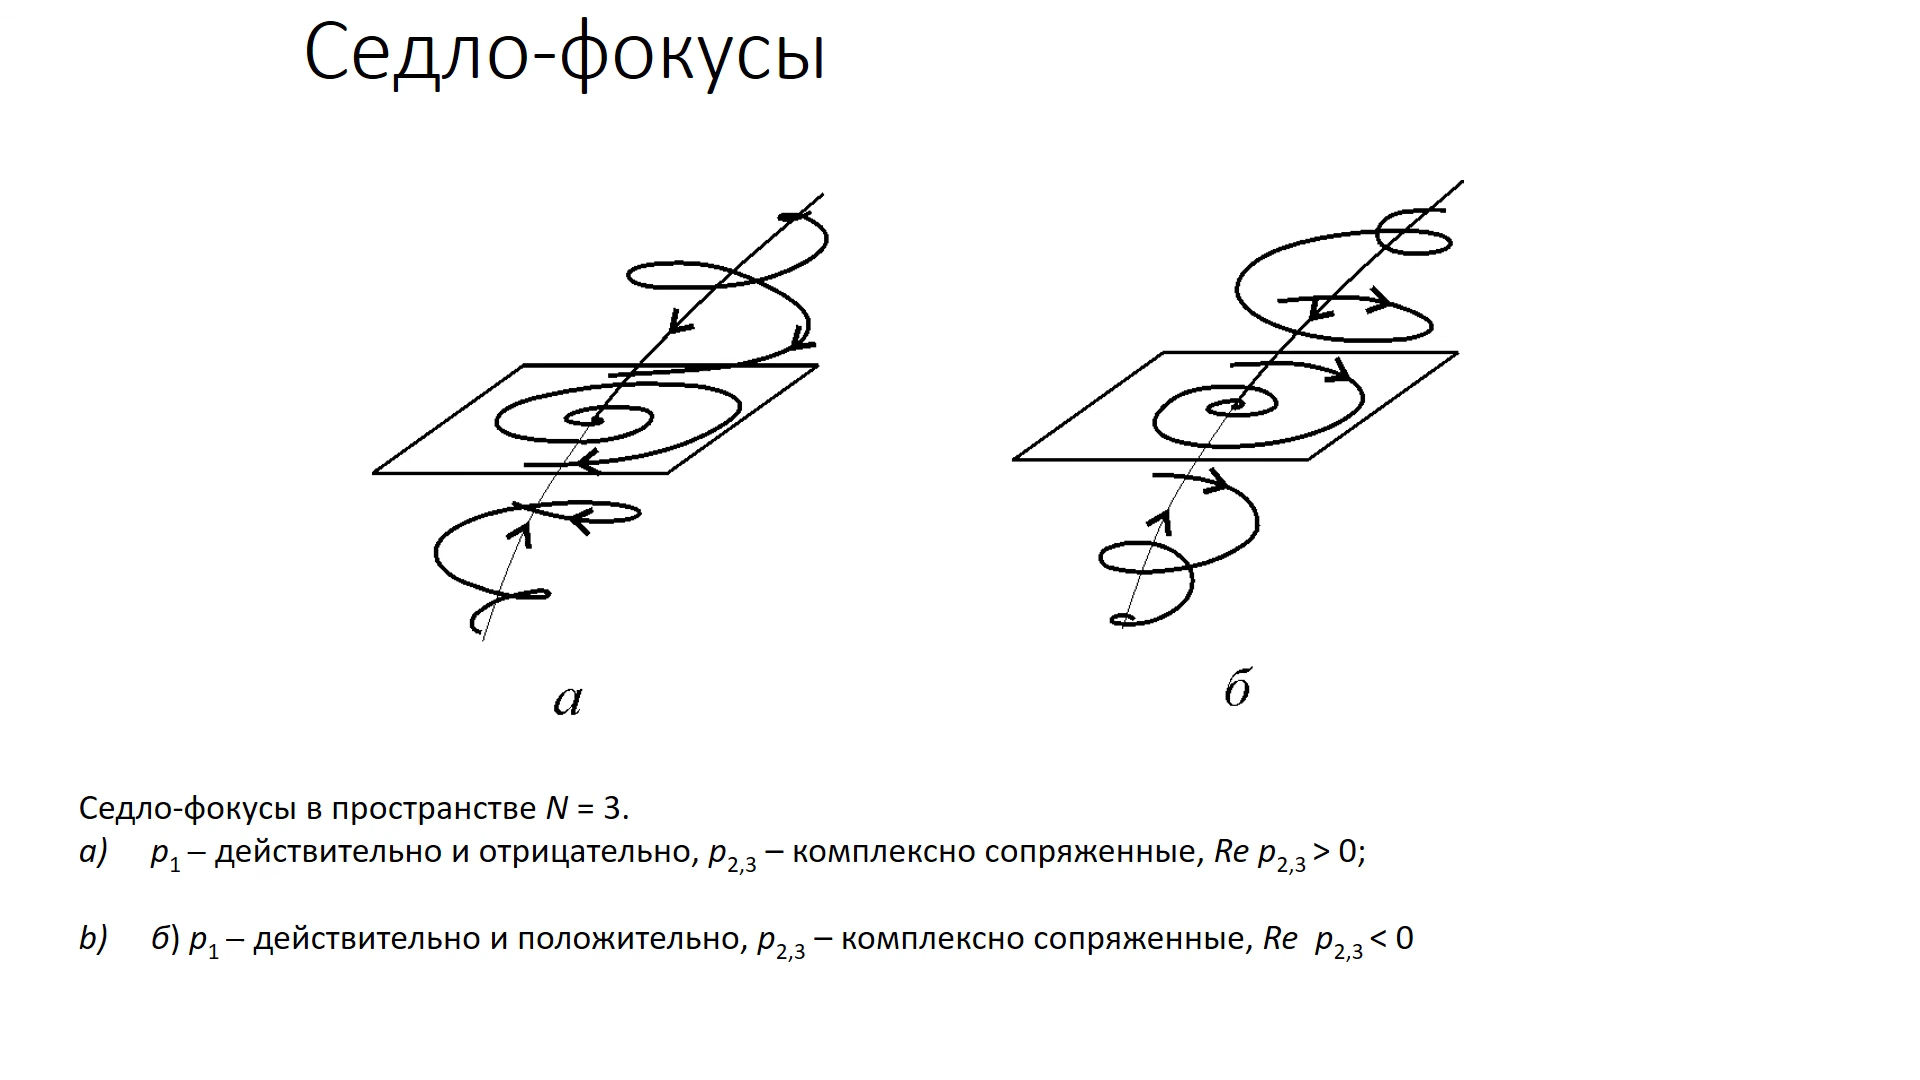 Седло-фокусы
а
б
Седло-фокусы в пространстве N = 3.
a) p1 – действительно и отрицательно, p2,3 – комплексно сопряженные, Re p2,3 > 0;
b) б) p1 – действительно и положительно, p2,3 – комплексно сопряженные, Re p2,3 < 0